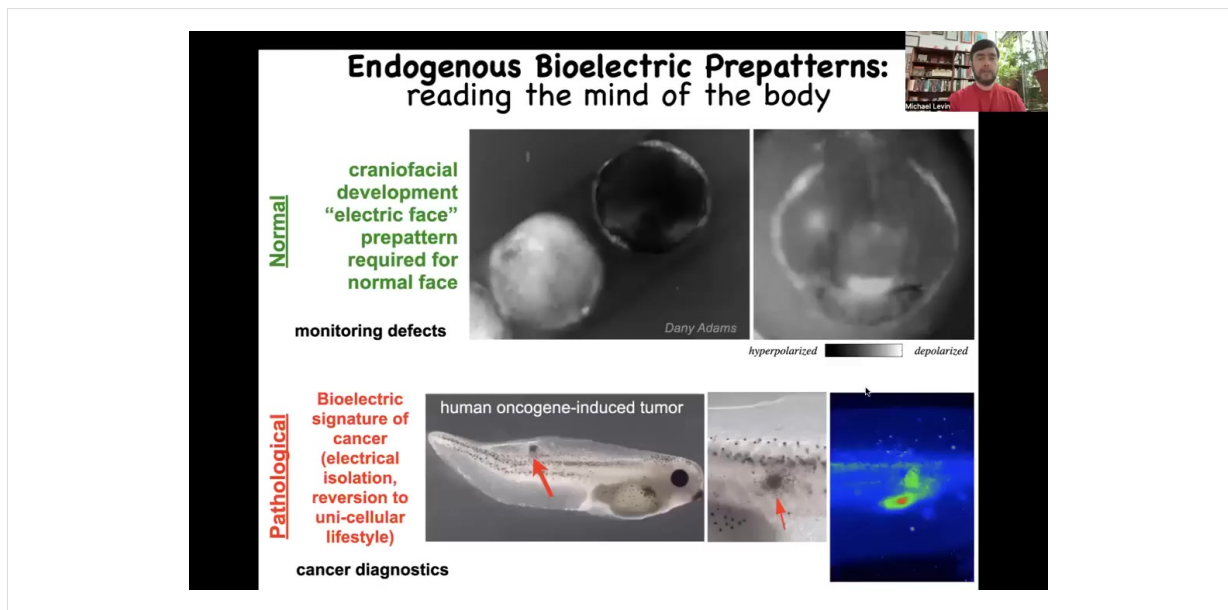 Endogenous Bioelectric Prepatterns:
reading the mind of the body
Michael Levin
Normal
craniofacial
development
“electric face”
prepattern
required for
normal face
monitoring defects
Dany Adams
hyperpolarized
depolarized
Pathological
Bioelectric
signature of
cancer
(electrical
isolation,
reversion to
uni-cellular
lifestyle)
cancer diagnostics
human oncogene-induced tumor